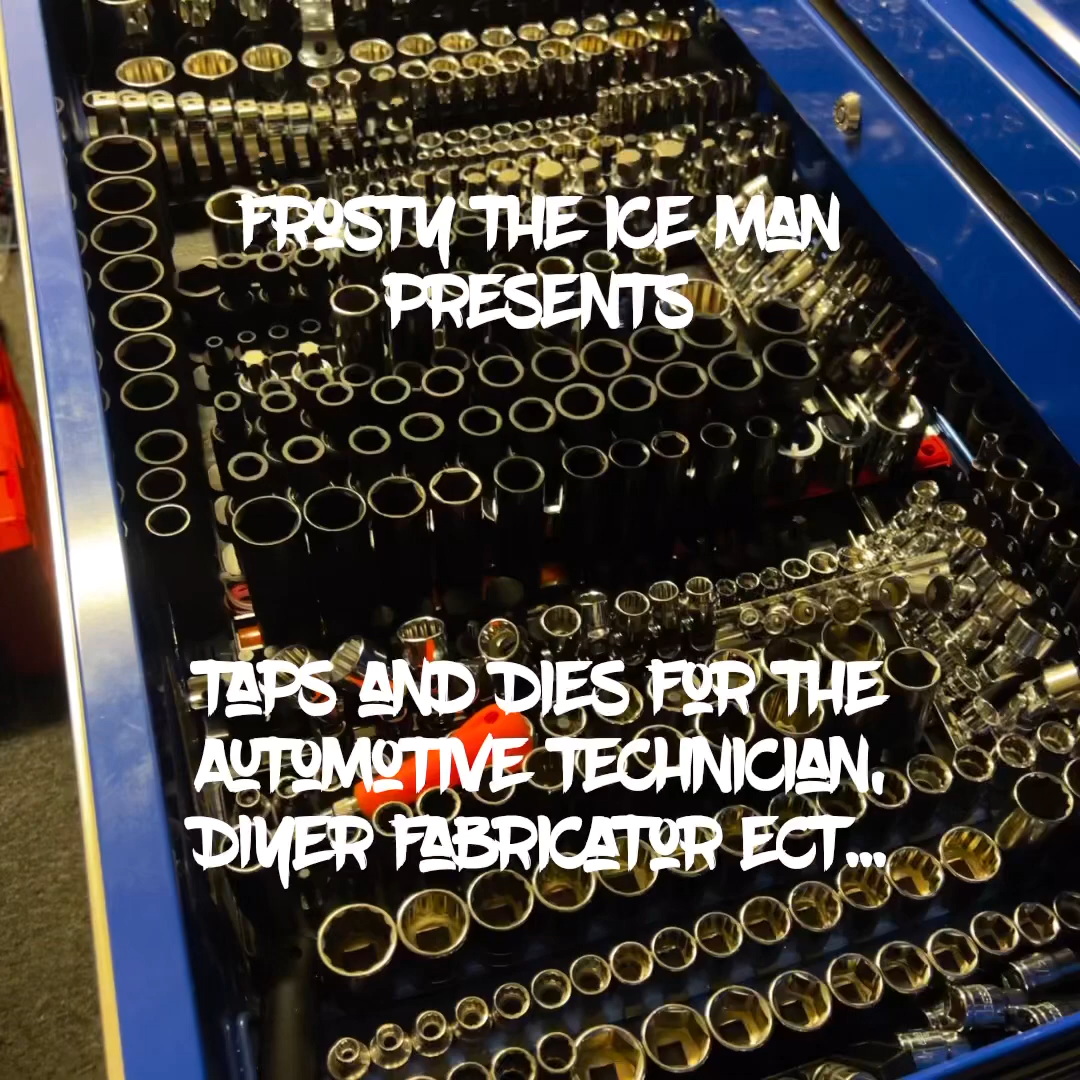 FROSTY THE ICE MAN
PRESENTS
TAPS AND DIES FOR THE
AUTOMOTIVE TECHNICIAN,
DIYER FABRICATOR ECT...